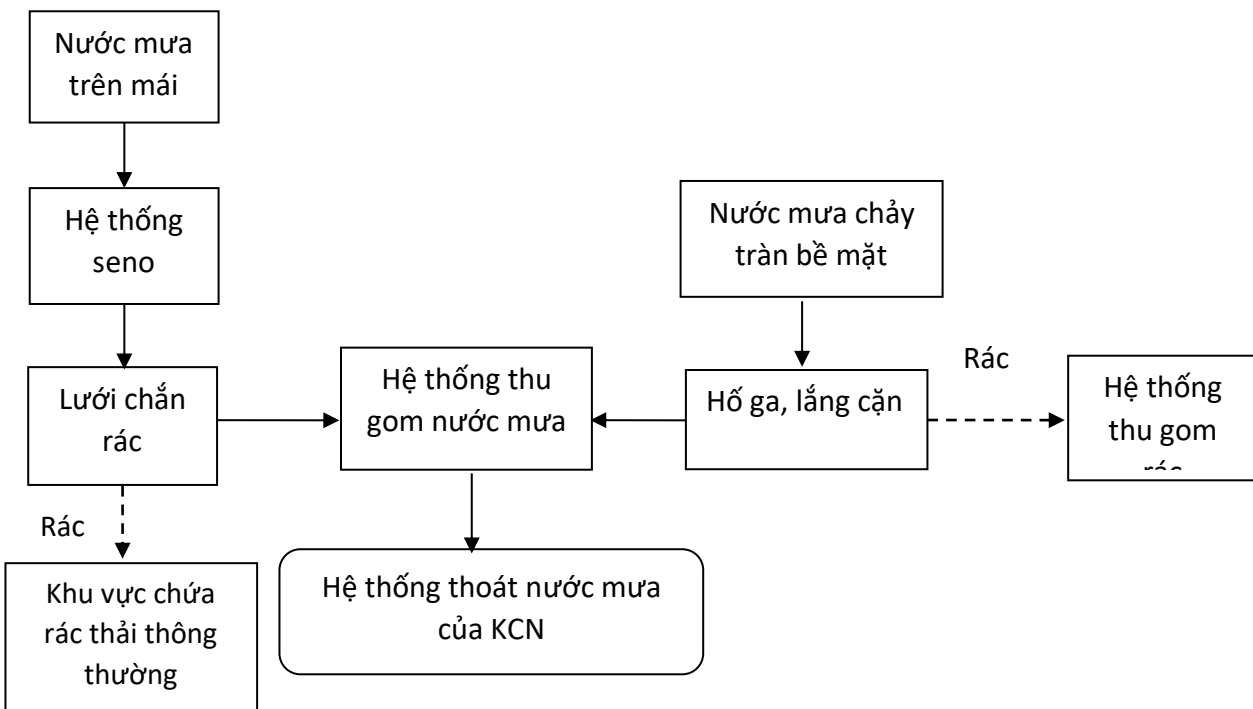 Nước mưa
trên mái
Hệ thống
seno
Lưới chắn
rác
Rác
Khu vực chứa
rác thải thông
thường
Hệ thống thu
gom nước mưa
Hệ thống thoát nước mưa
của KCN
Nước mưa chảy
tràn bề mặt
Hố ga, lắng cặn
Rác
Hệ thống
thu gom